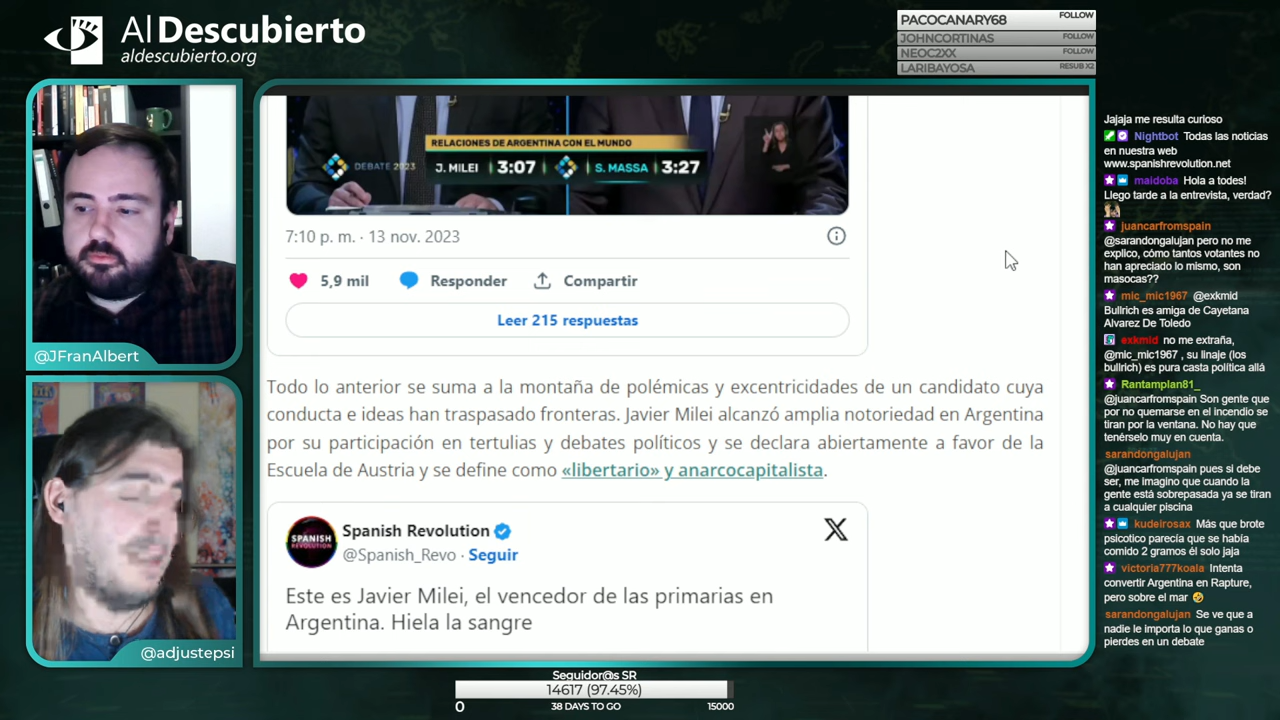 Al Descubierto
aldescubierto.org
PACOCANARY68 FOLLOW
JOHNCORTINAS FOLLOW
NEOC2XX FOLLOW
LARIBAYOSA RESUB X2
@JFranAlbert
@adjustepsi
RELACIONES DE ARGENTINA CON EL MUNDO
DEBATE 2023 J. MILEI 3:07 S. MASSA 3:27
7:10 p. m. · 13 nov. 2023
5,9 mil Responder Compartir
Leer 215 respuestas
Todo lo anterior se suma a la montaña de polémicas y excentricidades de un candidato cuya
conducta e ideas han traspasado fronteras. Javier Milei alcanzó amplia notoriedad en Argentina
por su participación en tertulias y debates políticos y se declara abiertamente a favor de la
Escuela de Austria y se define como «libertario» y anarcocapitalista.
SPANISH
REVOLUTION
Spanish Revolution
@Spanish_Revo · Seguir
Este es Javier Milei, el vencedor de las primarias en
Argentina. Hiela la sangre
Jajaja me resulta curioso
Nightbot Todas las noticias
en nuestra web
www.spanishrevolution.net
maidoba Hola a todes!
Llego tarde a la entrevista, verdad?
juancarfromspain
@sarandongalujan pero no me
explico, cómo tantos votantes no
han apreciado lo mismo, son
masocas??
mic_mic1967 @exkmid
Bullrich es amiga de Cayetana
Alvarez De Toledo
exkmid no me extraña,
@mic_mic1967 , su linaje (los
bullrich) es pura casta política allá
Rantamplan81_
@juancarfromspain Son gente que
por no quemarse en el incendio se
tiran por la ventana. No hay que
tenérselo muy en cuenta.
sarandongalujan
@juancarfromspain pues si debe
ser, me imagino que cuando la
gente está sobrepasada ya se tiran
a cualquier piscina
kudeirosax Más que brote
psicotico parecía que se había
comido 2 gramos él solo jaja
victoria777koala Intenta
convertir Argentina en Rapture,
pero sobre el mar
sarandongalujan Se ve que a
nadie le importa lo que ganas o
pierdes en un debate
Seguidor@s SR
14617 (97.45%)
0 38 DAYS TO GO 15000